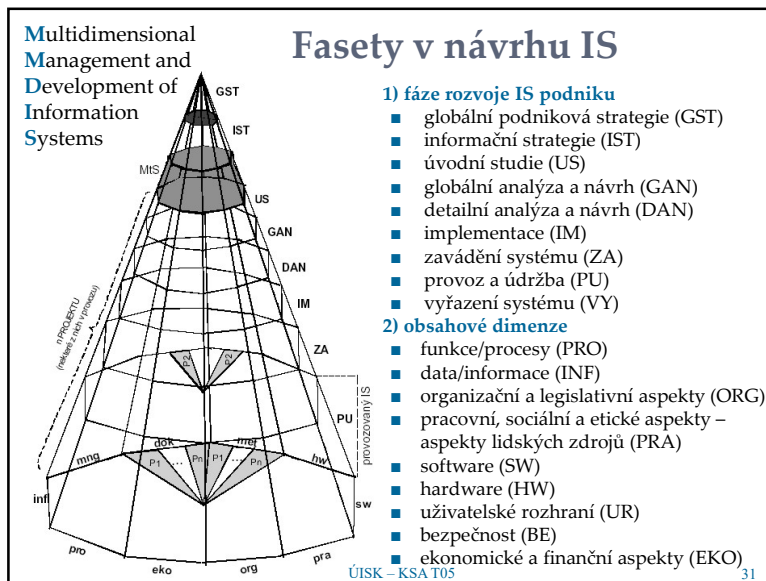 Multidimensional
Management and
Development of
Information
Systems
Fasety v návrhu IS
GST
IST
MtS
US
GAN
DAN
IM
ZA
PU
n PROJEKTU
(nekteré z nich v provozu)
provozovaný IS
P2
P2
mng
dok
met
hw
P1
...
Pn
P1
....
Pn
inf
sw
pro
eko
org
pra
1) fáze rozvoje IS podniku
■ globální podniková strategie (GST)
■ informační strategie (IST)
■ úvodní studie (US)
■ globální analýza a návrh (GAN)
■ detailní analýza a návrh (DAN)
■ implementace (IM)
■ zavádění systému (ZA)
■ provoz a údržba (PU)
■ vyřazení systému (VY)
2) obsahové dimenze
■ funkce/procesy (PRO)
■ data/informace (INF)
■ organizační a legislativní aspekty (ORG)
■ pracovní, sociální a etické aspekty –
aspekty lidských zdrojů (PRA)
■ software (SW)
■ hardware (HW)
■ uživatelské rozhraní (UR)
■ bezpečnost (BE)
■ ekonomické a finanční aspekty (EKO)
ÚISK – KSA T05
31